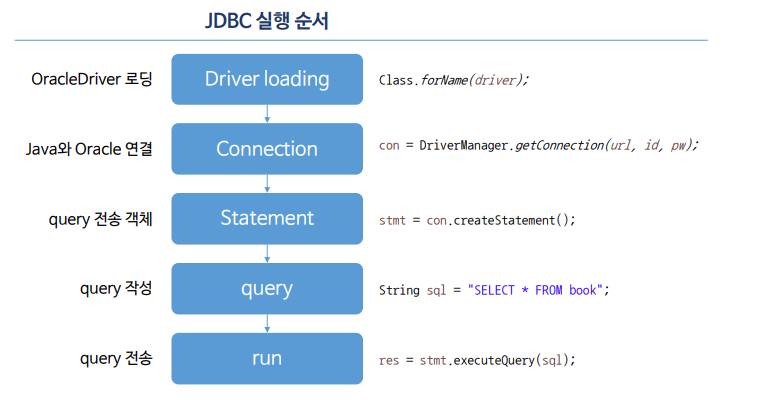 JDBC 실행 순서
OracleDriver 로딩 Driver loading Class.forName(driver);
Java와 Oracle 연결 Connection con = DriverManager.getConnection(url, id, pw);
query 전송 객체 Statement stmt = con.createStatement();
query 작성 query String sql = "SELECT * FROM book";
query 전송 run res = stmt.executeQuery(sql);